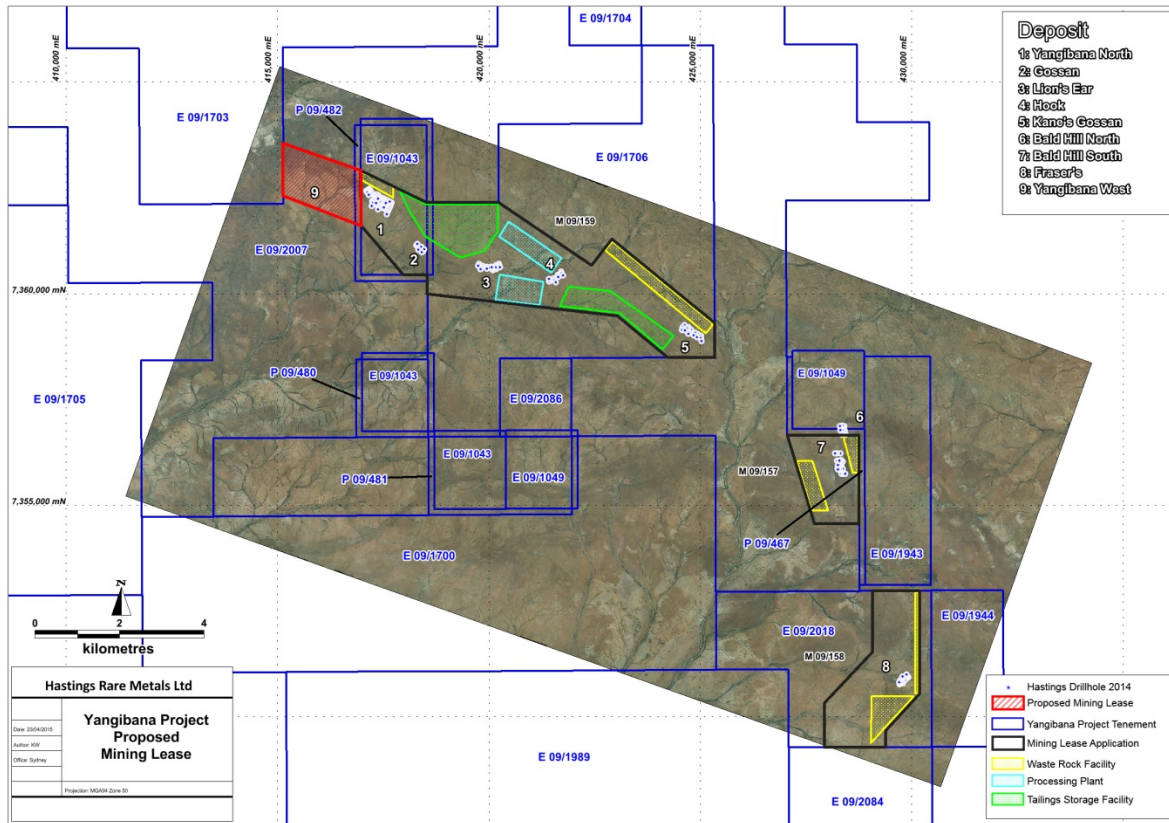 E 09/1704
410,000 mE
415,000 mE
420,000 mE
425,000 mE
430,000 mE
Deposit
1: Yangibana North
2: Gossan
3: Lion's Ear
4: Hook
5: Kane's Gossan
6: Bald Hill North
7: Bald Hill South
8: Fraser's
9: Yangibana West
E 09/1703
P 09/482
E 09/1043
E 09/1706
9
1
M 09/159
2
E 09/2007
3
4
7,360,000 mN
5
P 09/480
E 09/1043
E 09/1049
E 09/1705
E 09/2086
6
7
E 09/1043
M 09/157
P 09/481
E 09/1049
7,355,000 mN
P 09/467
E 09/1700
E 09/1943
Z
0 2 4
kilometres
E 09/2018
E 09/1944
M 09/158
8
E 09/1989
E 09/2084
Hastings Rare Metals Ltd
Yangibana Project
Proposed
Mining Lease
Date: 23/04/2015
Author: KW
Office: Sydney
Projection: MGA94 Zone 50
Hastings Drillhole 2014
Proposed Mining Lease
Yangibana Project Tenement
Mining Lease Application
Waste Rock Facility
Processing Plant
Tailings Storage Facility